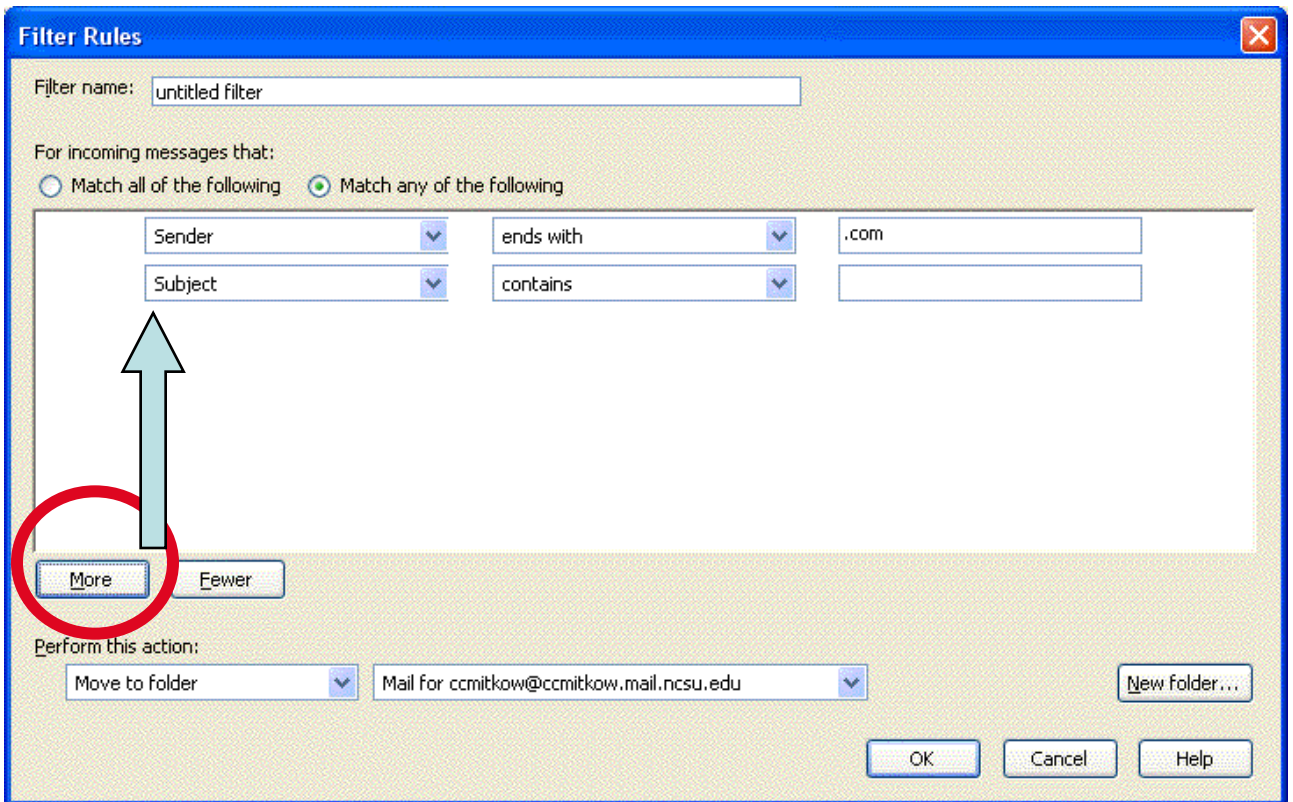 Filter Rules
Filter name: untitled filter
For incoming messages that:
Match all of the following Match any of the following
Sender ends with .com
Subject contains
More Fewer
Perform this action:
Move to folder Mail for ccmitkow@ccmitkow.mail.ncsu.edu New folder...
OK Cancel Help